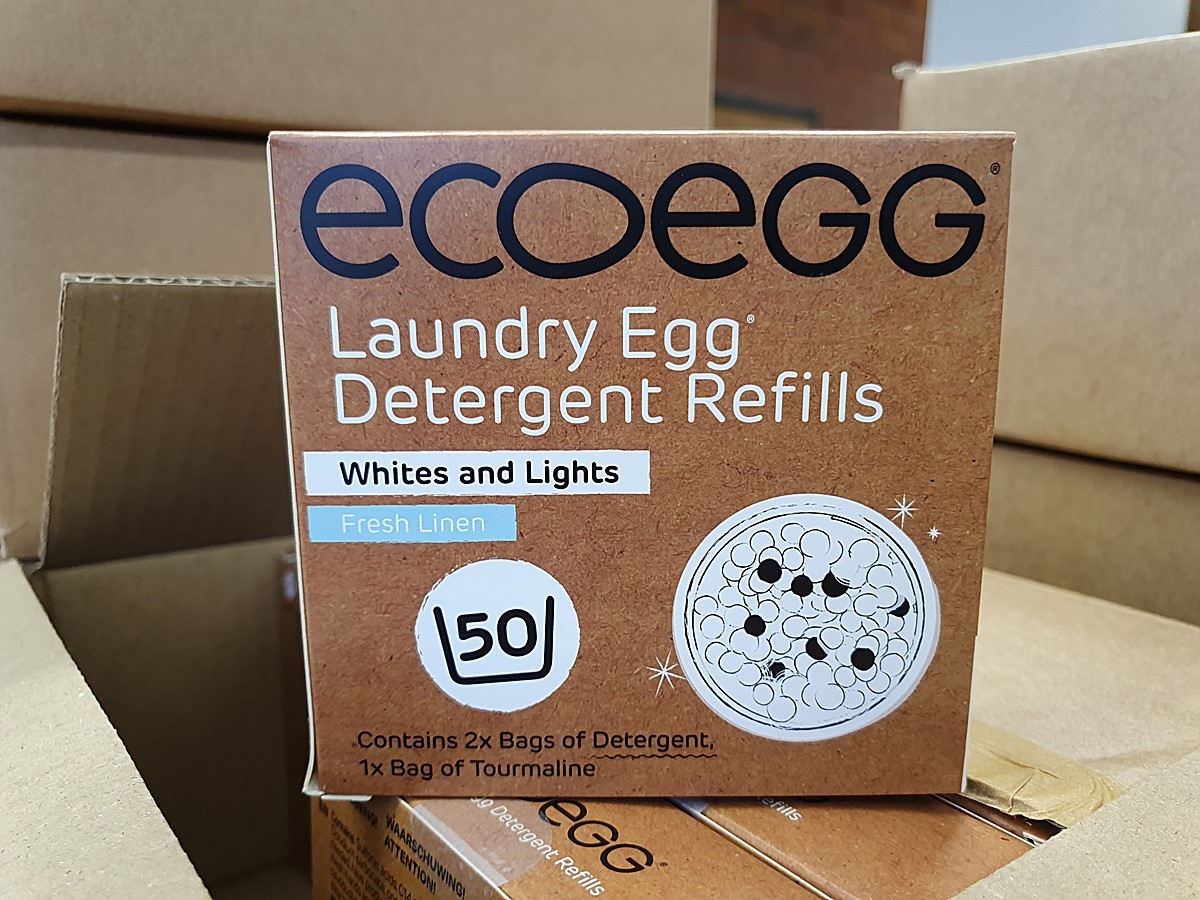 ecoegg®
Laundry Egg®
Detergent Refills
Whites and Lights
Fresh Linen
50
Contains 2x Bags of Detergent,
1x Bag of Tourmaline
WAARSCHUWING!
ATTENTION!
egg
Detergent Refills